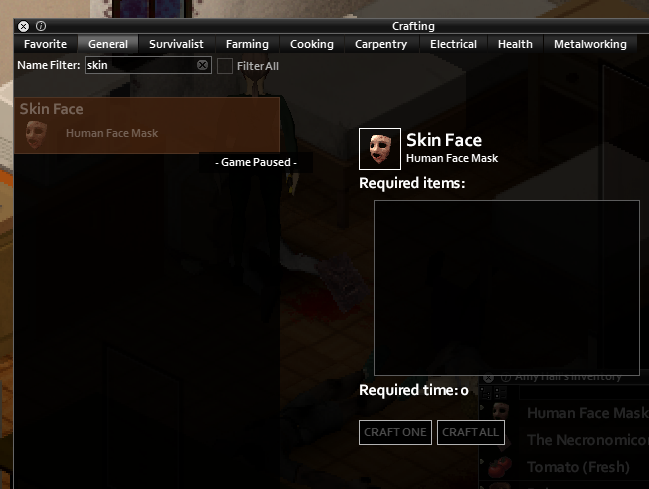 Crafting
Favorite General Survivalist Farming Cooking Carpentry Electrical Health Metalworking
Name Filter: skin Filter All
Skin Face
Human Face Mask
- Game Paused -
Skin Face
Human Face Mask
Required items:
Required time: 0
CRAFT ONE CRAFT ALL
Inventory
Human Face Mask
The Necronomico
Tomato (Fresh)